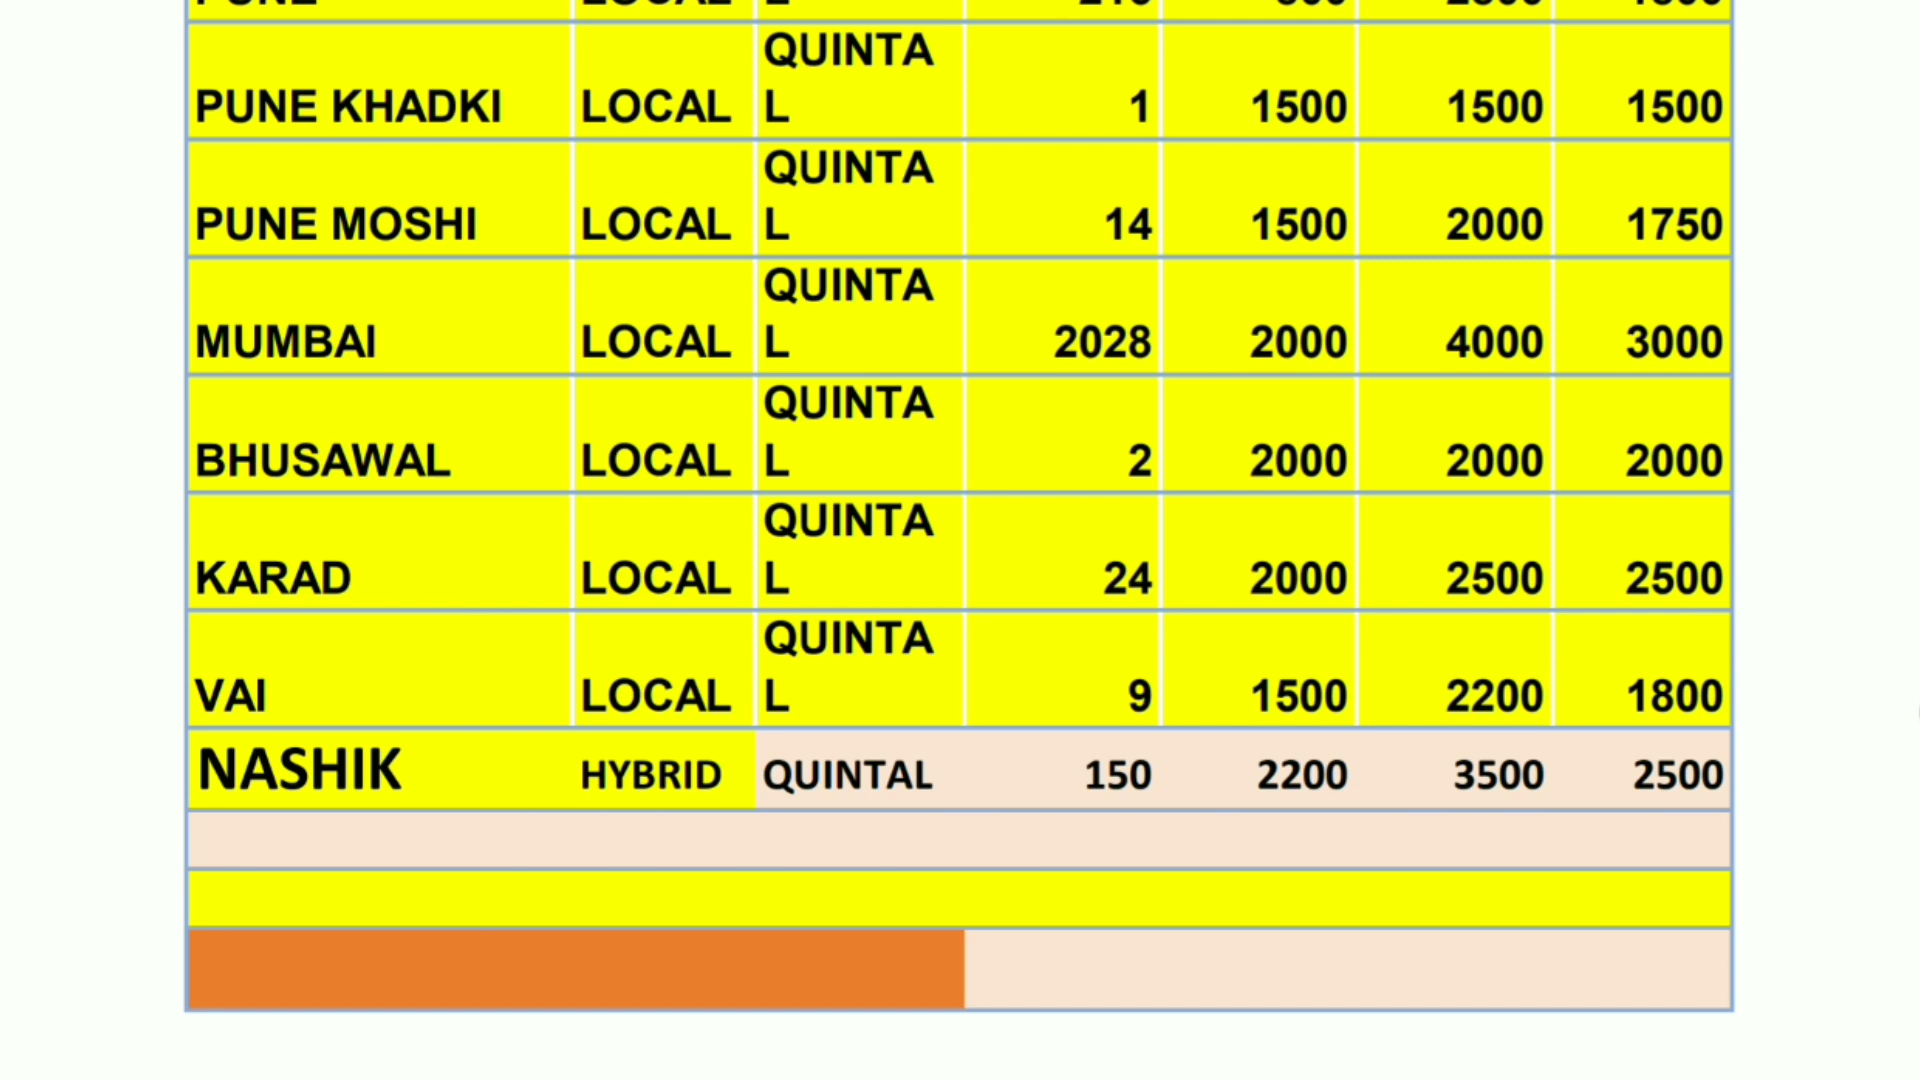 QUINTA
PUNE KHADKI LOCAL L 1 1500 1500 1500
QUINTA
PUNE MOSHI LOCAL L 14 1500 2000 1750
QUINTA
MUMBAI LOCAL L 2028 2000 4000 3000
QUINTA
BHUSAWAL LOCAL L 2 2000 2000 2000
QUINTA
KARAD LOCAL L 24 2000 2500 2500
QUINTA
VAI LOCAL L 9 1500 2200 1800
NASHIK HYBRID QUINTAL 150 2200 3500 2500